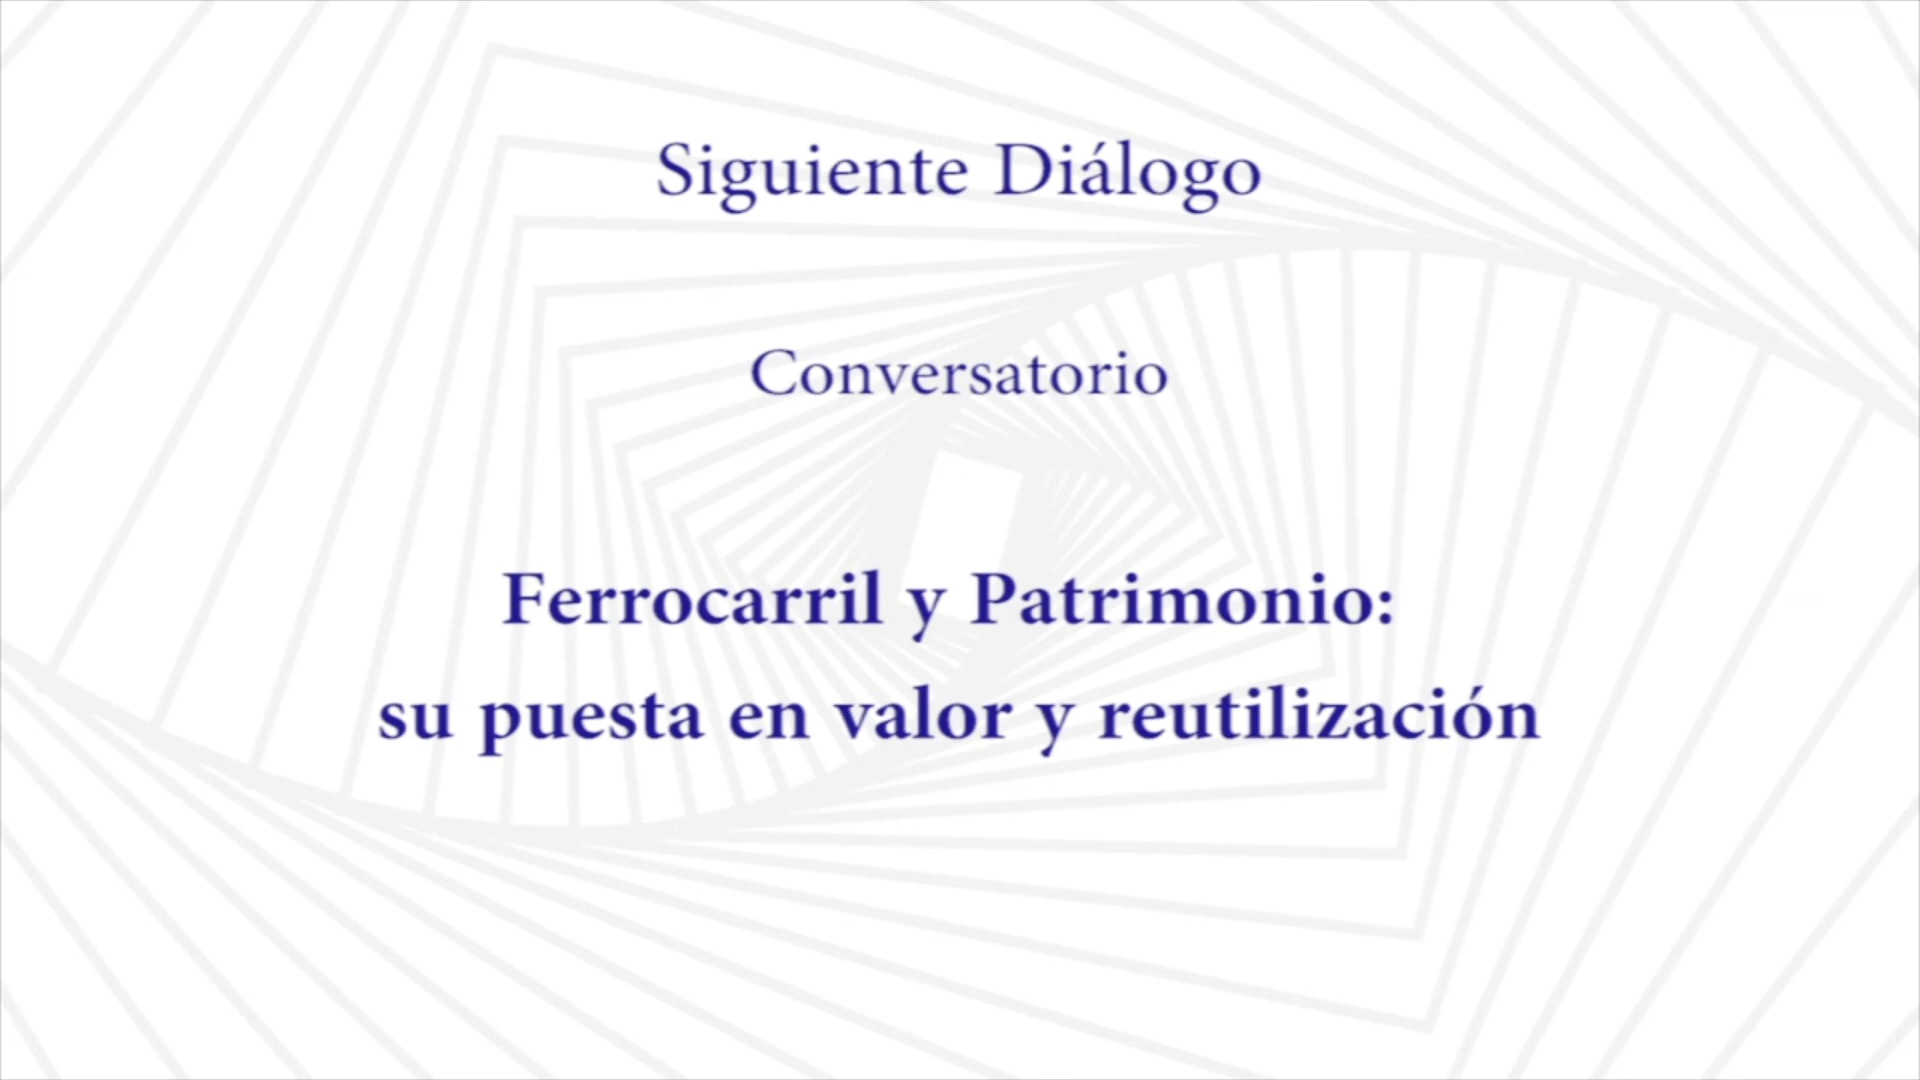 Siguiente Diálogo
Conversatorio
Ferrocarril y Patrimonio:
su puesta en valor y reutilización